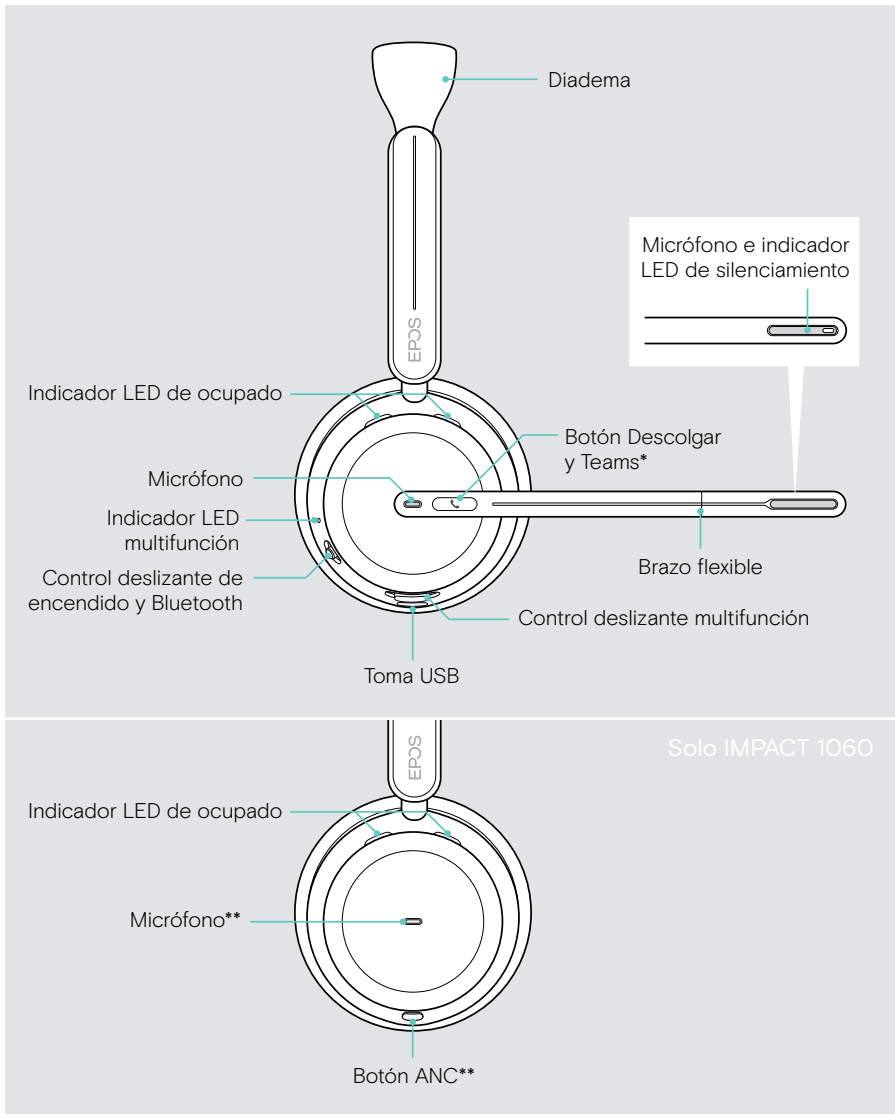 Diadema
Micrófono e indicador
LED de silenciamiento
EPOS
Indicador LED de ocupado
Botón Descolgar
y Teams*
Micrófono
Indicador LED
multifunción
Brazo flexible
Control deslizante de
encendido y Bluetooth
Control deslizante multifunción
Toma USB
Solo IMPACT 1060
EPOS
Indicador LED de ocupado
Micrófono**
Botón ANC**